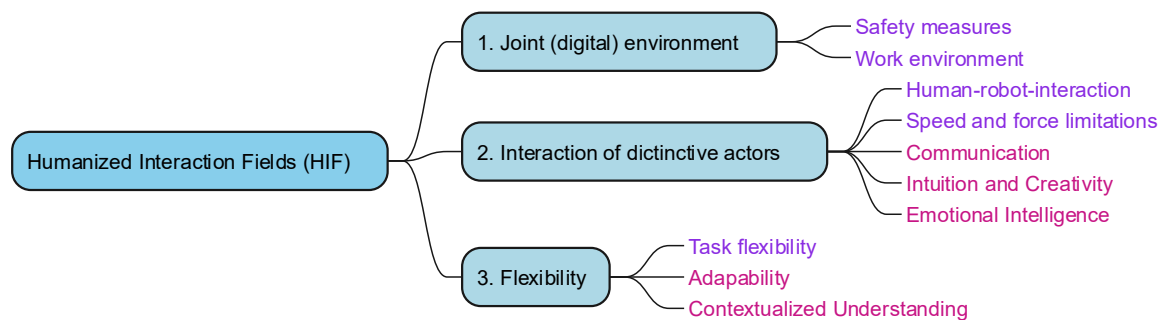 Humanized Interaction Fields (HIF)
1. Joint (digital) environment
Safety measures
Work environment
2. Interaction of dictinctive actors
Human-robot-interaction
Speed and force limitations
Communication
Intuition and Creativity
Emotional Intelligence
3. Flexibility
Task flexibility
Adapability
Contextualized Understanding